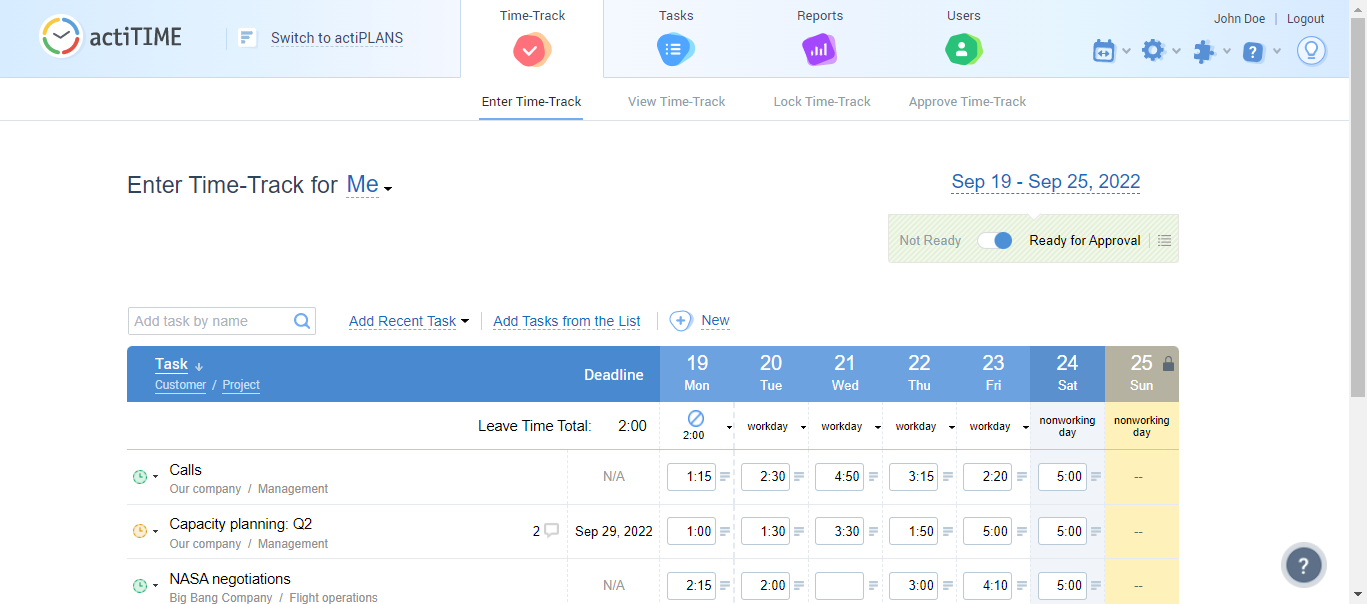 actiTIME
Switch to actiPLANS
Time-Track
Tasks
Reports
Users
John Doe | Logout
?
Enter Time-Track
View Time-Track
Lock Time-Track
Approve Time-Track
Enter Time-Track for Me
Sep 19 - Sep 25, 2022
Not Ready
Ready for Approval
Add task by name
Add Recent Task
Add Tasks from the List
New
Task ↓
Customer / Project
Deadline
19 20 21 22 23 24 25
Mon Tue Wed Thu Fri Sat Sun
Leave Time Total: 2:00
2:00 workday workday workday workday nonworking day nonworking day
Calls
Our company / Management
N/A 1:15 2:30 4:50 3:15 2:20 5:00 --
Capacity planning: Q2
Our company / Management
2 Sep 29, 2022 1:00 1:30 3:30 1:50 5:00 5:00 --
NASA negotiations
Big Bang Company / Flight operations
N/A 2:15 2:00 3:00 4:10 5:00 --
?